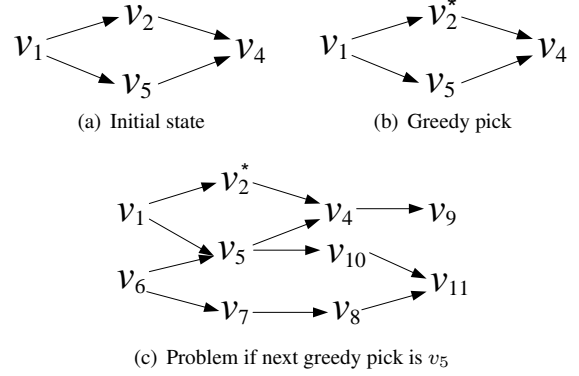 v₂ v₂*
v₁ v₄ v₁ v₄
v₅ v₅
(a) Initial state (b) Greedy pick
v₂*
v₁ v₄ v₉
v₅ v₁₀
v₆ v₁₁
v₇ v₈
(c) Problem if next greedy pick is v₅